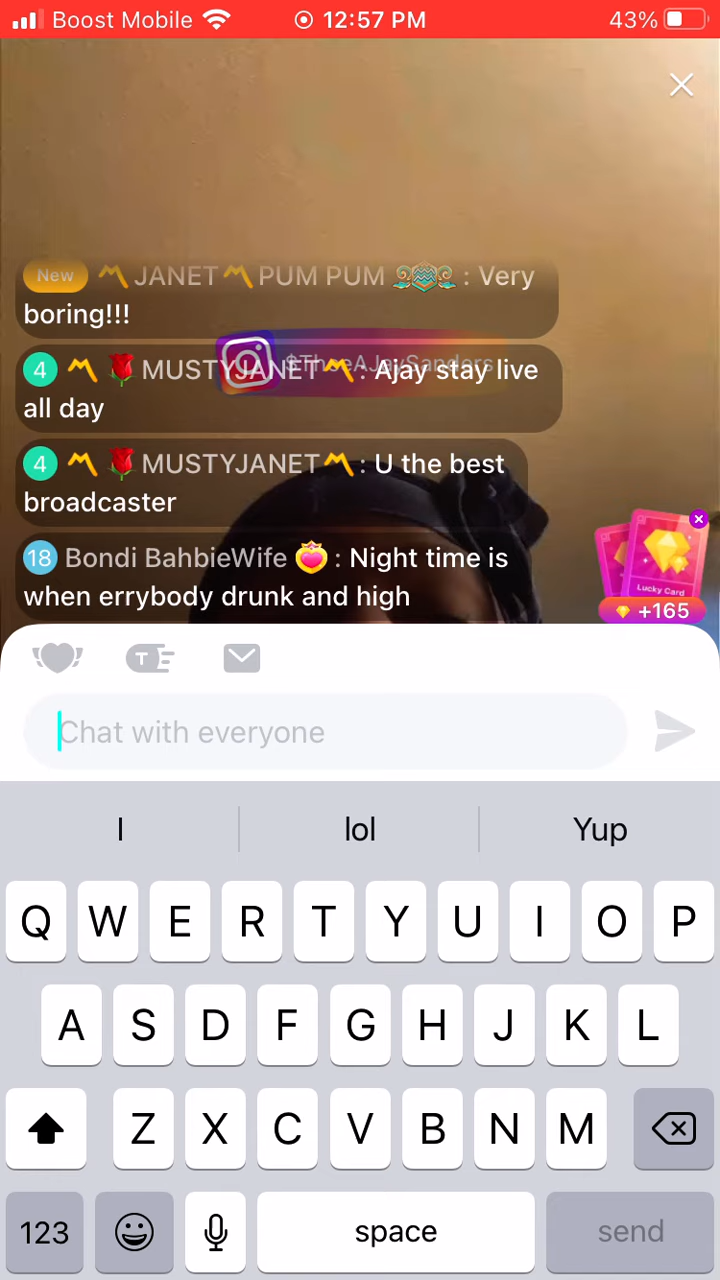 Boost Mobile 12:57 PM 43%
New JANET PUM PUM : Very
boring!!!
$ThreeAJaySanders
4 MUSTYJANET : Ajay stay live
all day
4 MUSTYJANET : U the best
broadcaster
18 Bondi BahbieWife : Night time is
when errybody drunk and high
Lucky Card
+165
T
Chat with everyone
I lol Yup
Q W E R T Y U I O P
A S D F G H J K L
Z X C V B N M
123 space send